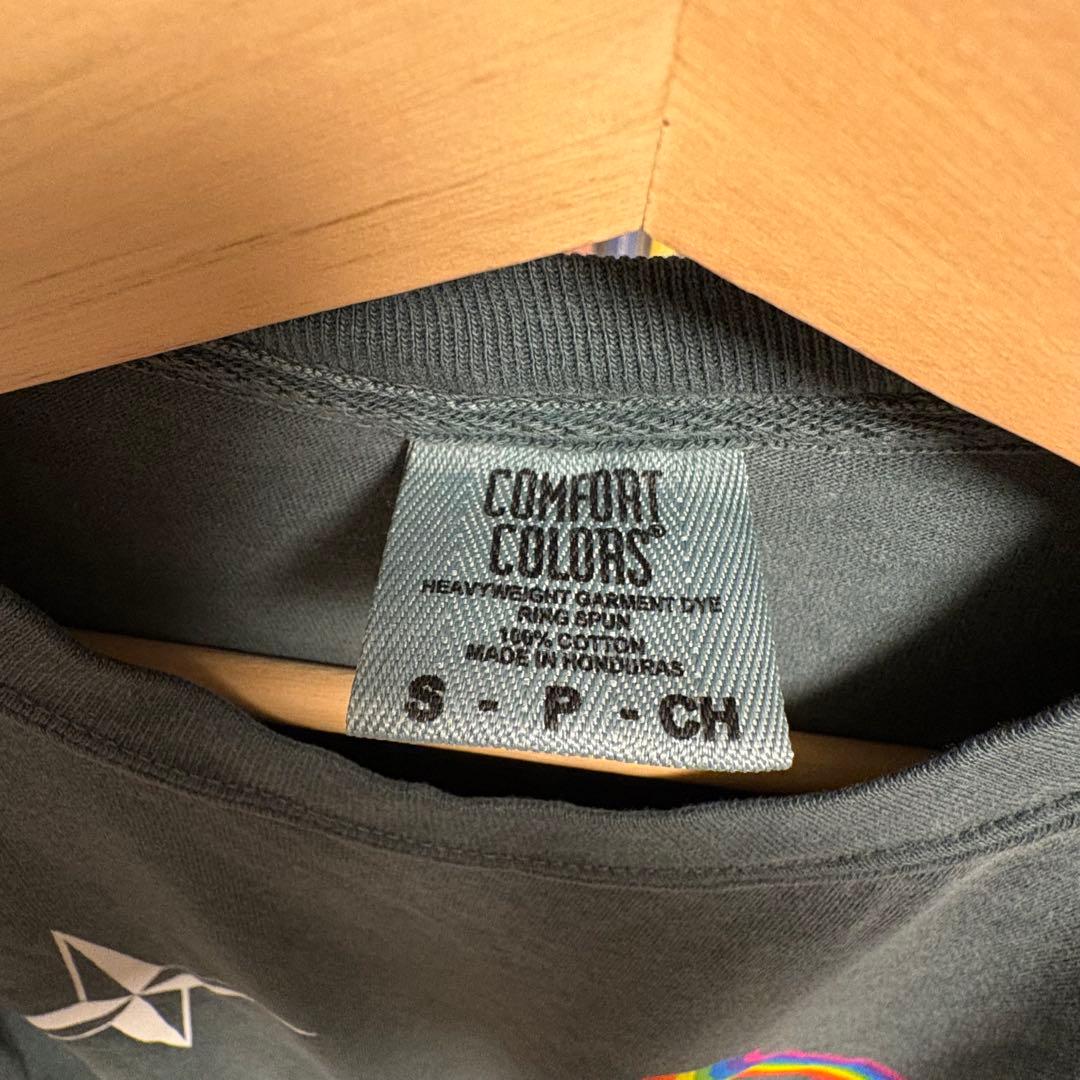 COMFORT
COLORS®
HEAVYWEIGHT GARMENT DYE
RING SPUN
100% COTTON
MADE IN HONDURAS
S - P - CH